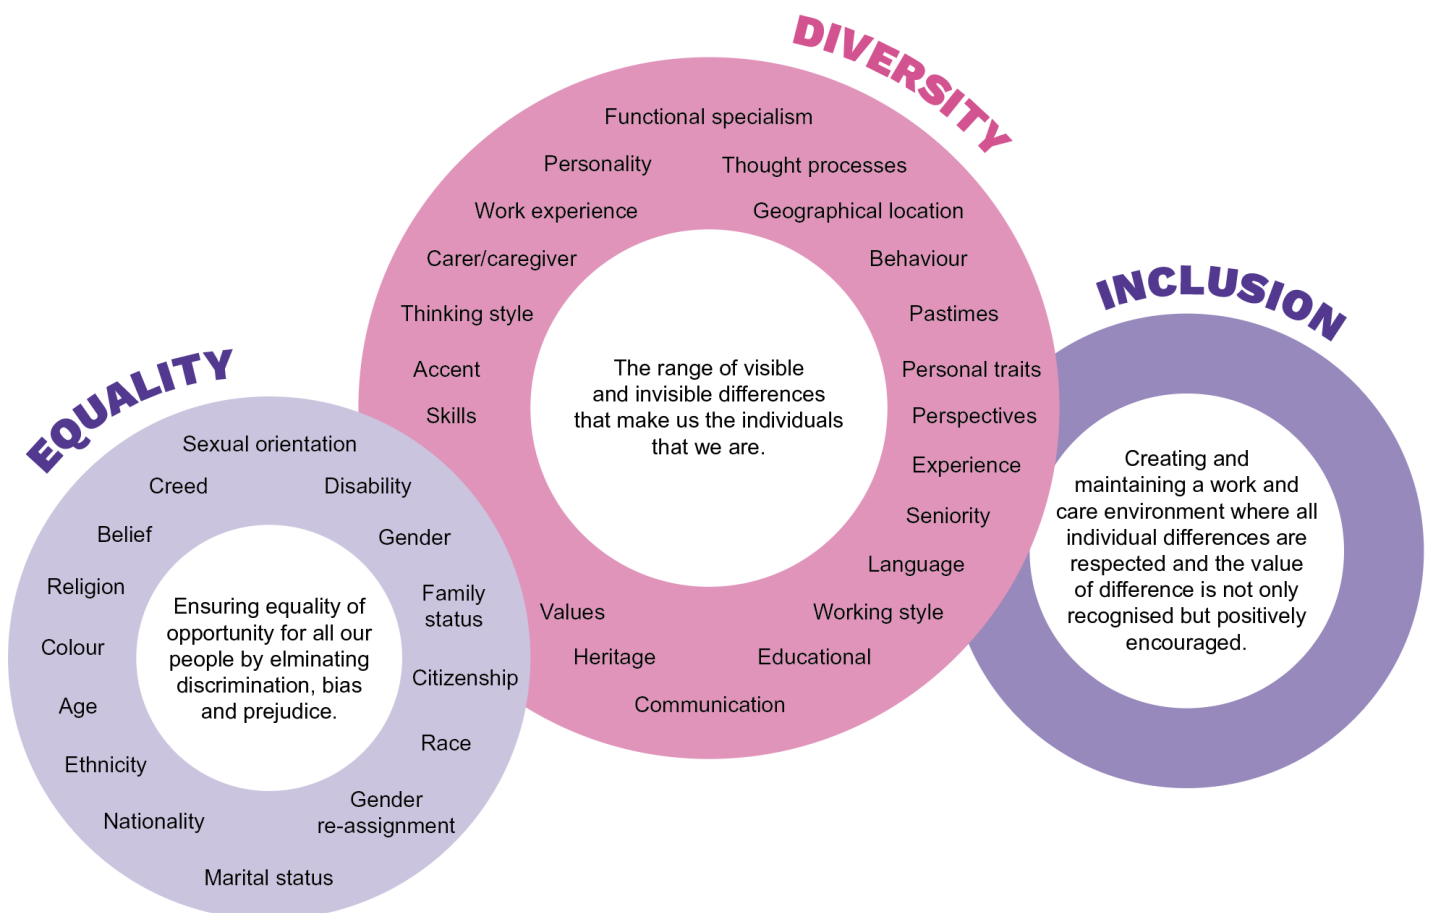 DIVERSITY
Functional specialism
Personality
Thought processes
Work experience
Geographical location
Carer/caregiver
Behaviour
Thinking style
Pastimes
Accent
Personal traits
Skills
Perspectives
Experience
Seniority
Language
Values
Working style
Heritage
Educational
Communication
The range of visible
and invisible differences
that make us the individuals
that we are.
EQUALITY
Sexual orientation
Creed
Disability
Belief
Gender
Religion
Family
status
Colour
Citizenship
Age
Race
Ethnicity
Gender
re-assignment
Nationality
Marital status
Ensuring equality of
opportunity for all our
people by elminating
discrimination, bias
and prejudice.
INCLUSION
Creating and
maintaining a work and
care environment where all
individual differences are
respected and the value
of difference is not only
recognised but positively
encouraged.